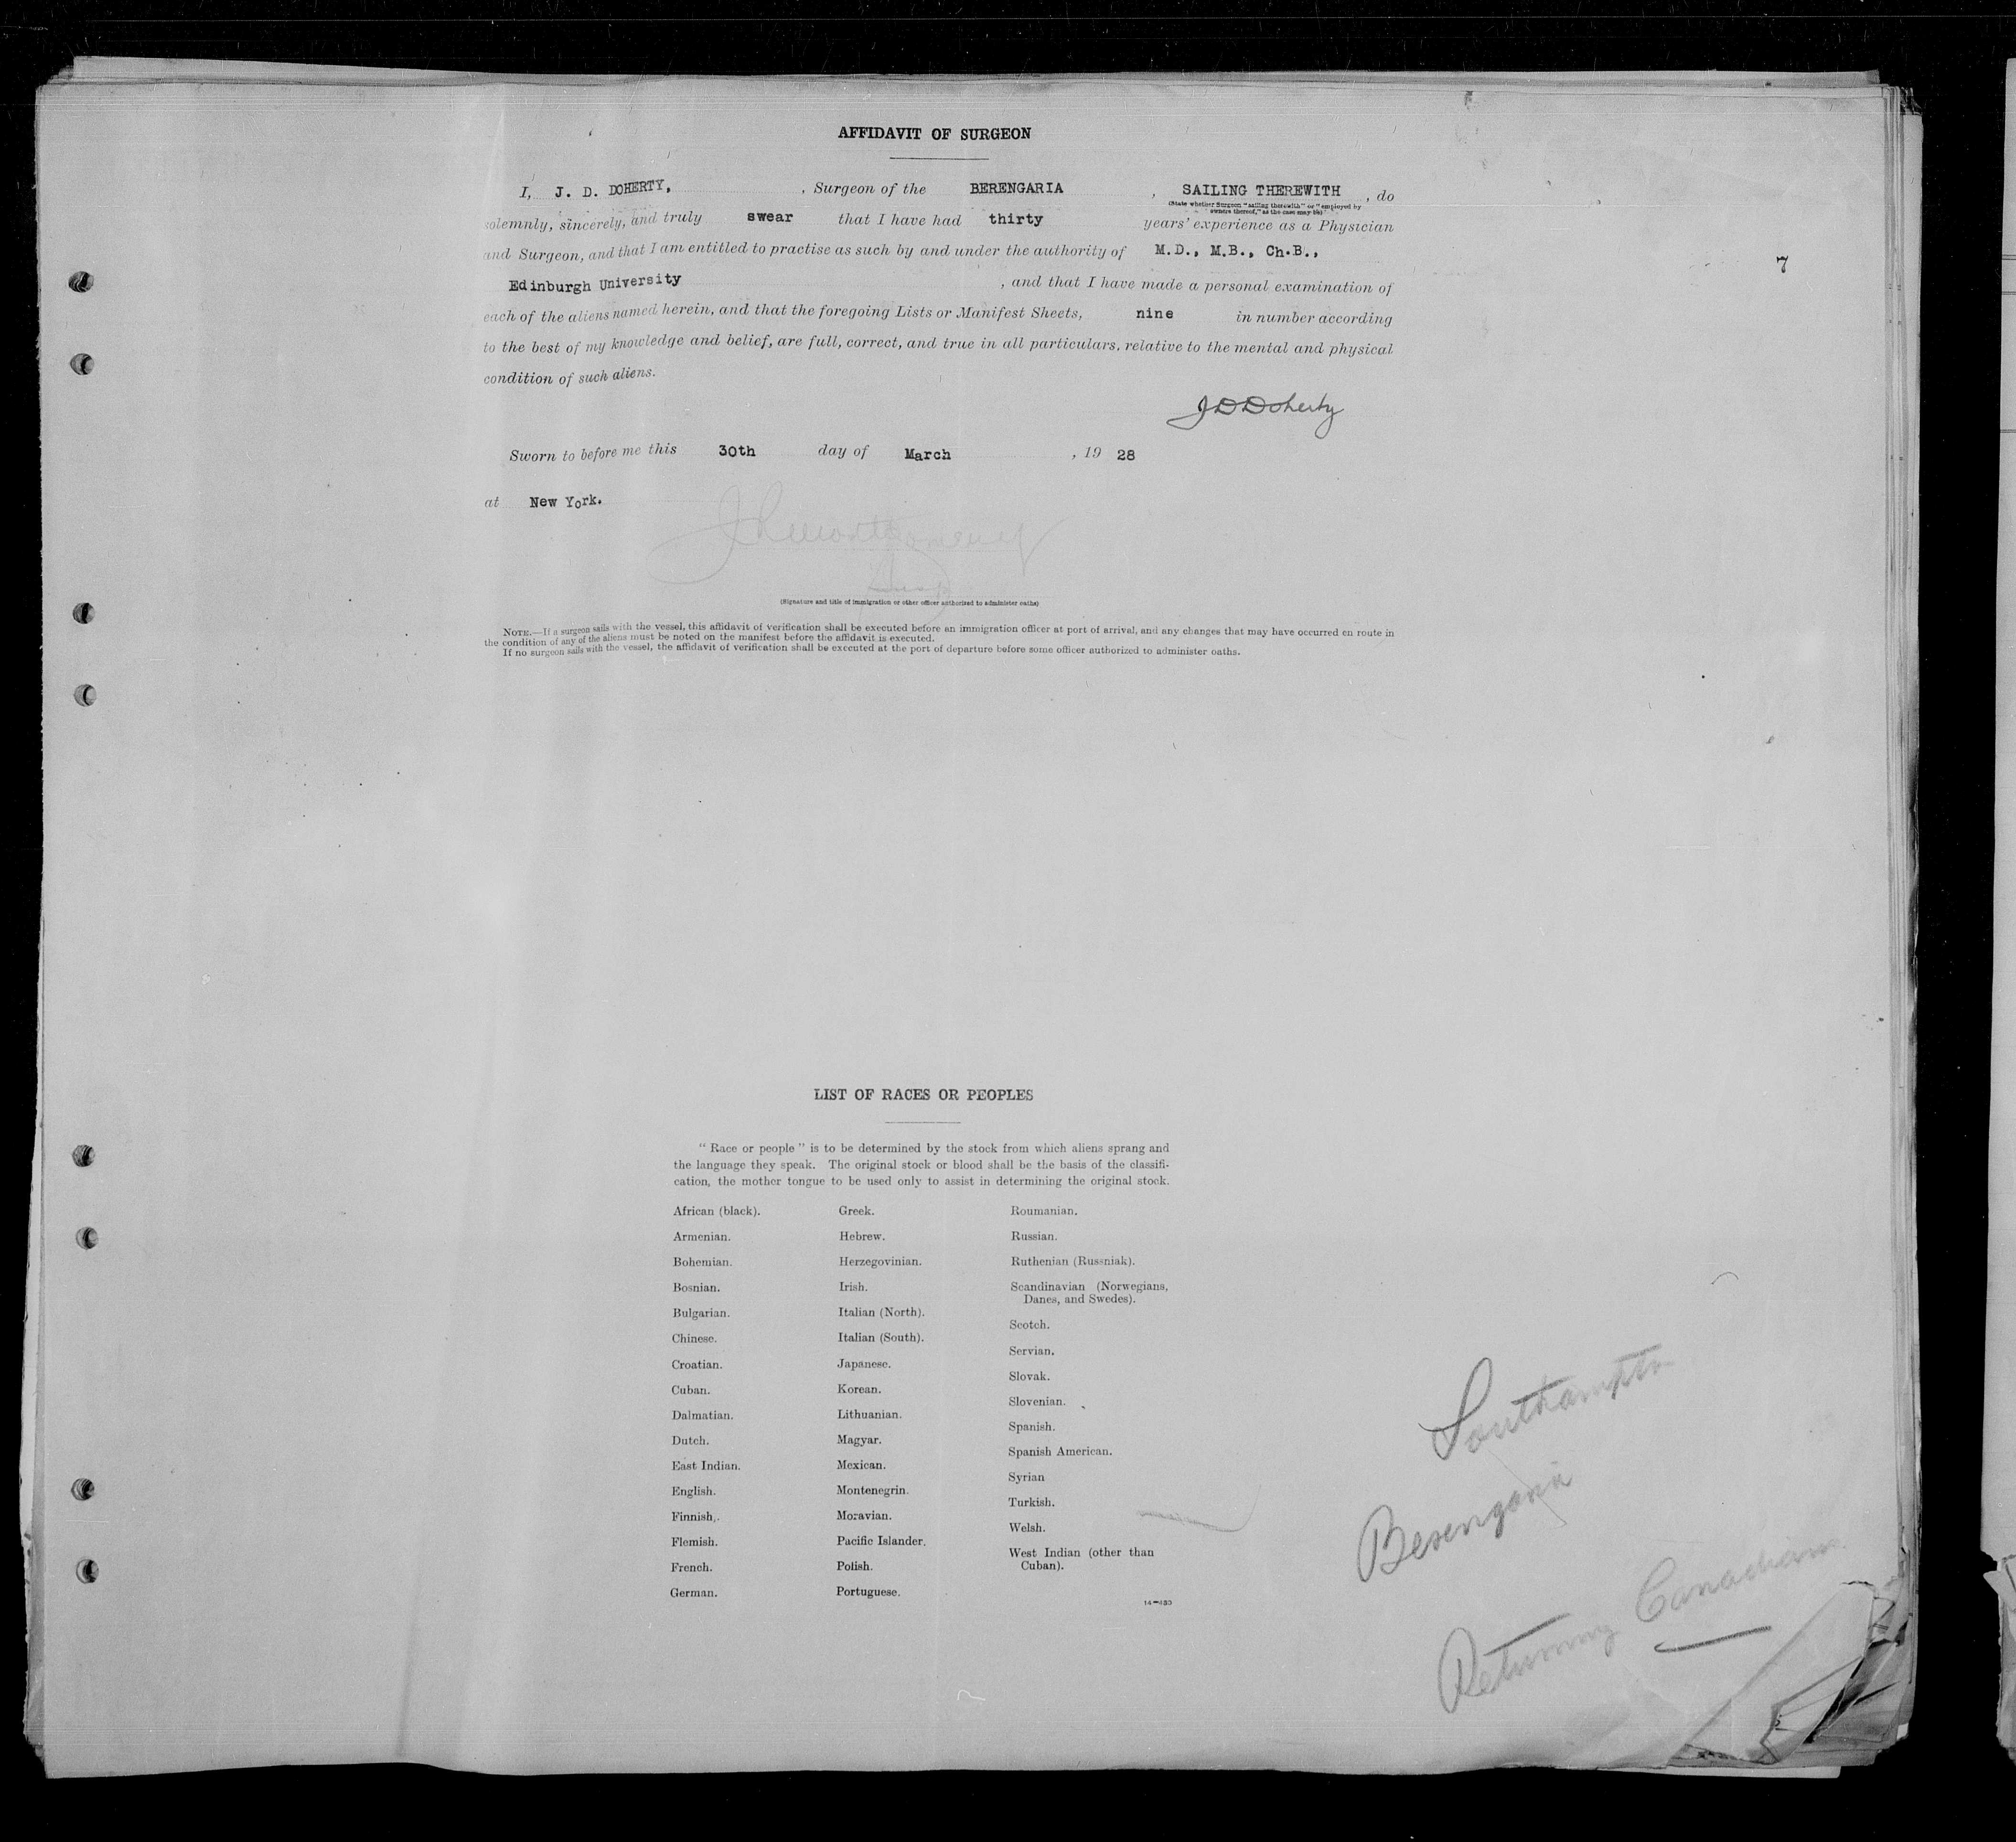 AFFIDAVIT OF SURGEON
I, J. D. DOHERTY, , Surgeon of the BERENGARIA , SAILING THEREWITH , do
(State whether Surgeon "sailing therewith" or "employed by
owners thereof," as the case may be)
solemnly, sincerely, and truly swear that I have had thirty years' experience as a Physician
and Surgeon, and that I am entitled to practise as such by and under the authority of M.D., M.B., Ch.B.,
Edinburgh University , and that I have made a personal examination of
7
each of the aliens named herein, and that the foregoing Lists or Manifest Sheets, nine in number according
to the best of my knowledge and belief, are full, correct, and true in all particulars, relative to the mental and physical
condition of such aliens.
J D Doherty
Sworn to before me this 30th day of March , 19 28
at New York.
(Signature and title of immigration or other officer authorized to administer oaths)
NOTE.—If a surgeon sails with the vessel, this affidavit of verification shall be executed before an immigration officer at port of arrival, and any changes that may have occurred en route in
the condition of any of the aliens must be noted on the manifest before the affidavit is executed.
If no surgeon sails with the vessel, the affidavit of verification shall be executed at the port of departure before some officer authorized to administer oaths.
LIST OF RACES OR PEOPLES
"Race or people" is to be determined by the stock from which aliens sprang and
the language they speak. The original stock or blood shall be the basis of the classifi-
cation, the mother tongue to be used only to assist in determining the original stock.
African (black).
Armenian.
Bohemian.
Bosnian.
Bulgarian.
Chinese.
Croatian.
Cuban.
Dalmatian.
Dutch.
East Indian.
English.
Finnish.
Flemish.
French.
German.
Greek.
Hebrew.
Herzegovinian.
Irish.
Italian (North).
Italian (South).
Japanese.
Korean.
Lithuanian.
Magyar.
Mexican.
Montenegrin.
Moravian.
Pacific Islander.
Polish.
Portuguese.
Roumanian.
Russian.
Ruthenian (Russniak).
Scandinavian (Norwegians,
Danes, and Swedes).
Scotch.
Servian.
Slovak.
Slovenian.
Spanish.
Spanish American.
Syrian
Turkish.
Welsh.
West Indian (other than
Cuban).
14—430
Southampton
Berengaria
Returning Canadians